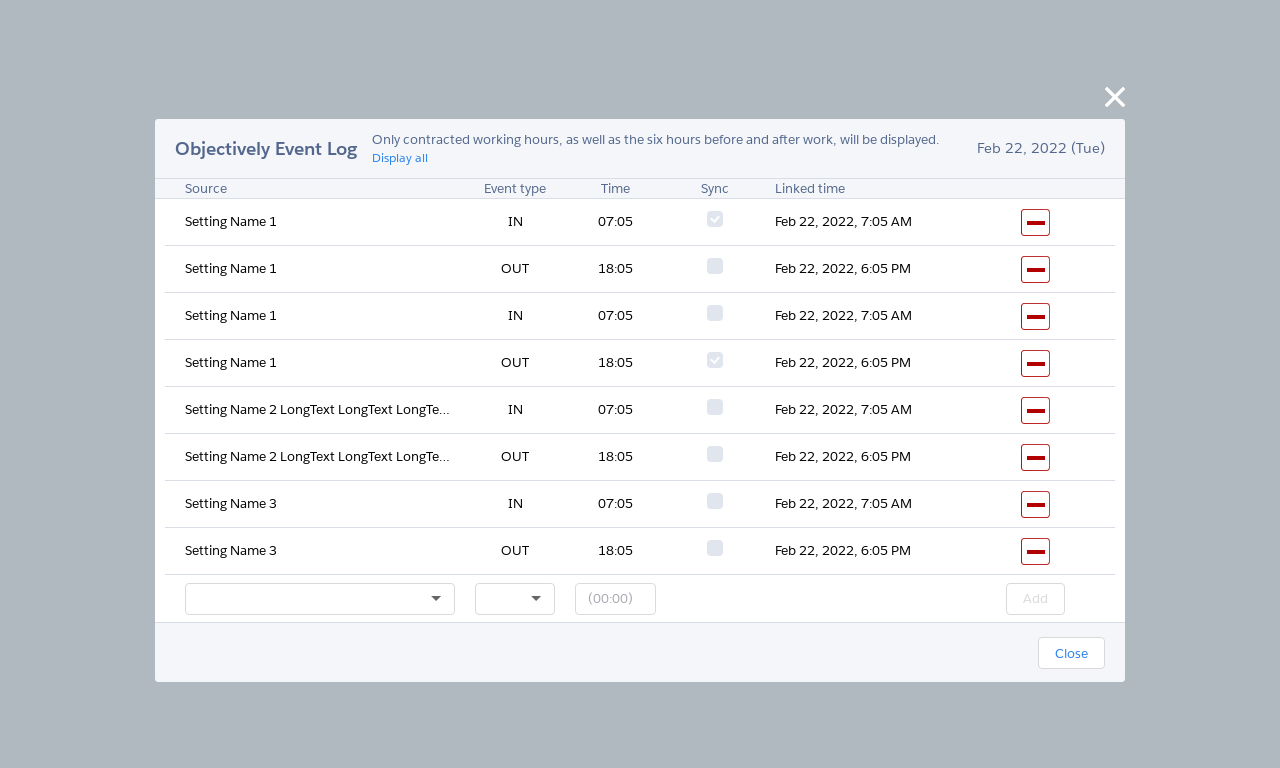 Objectively Event Log
Only contracted working hours, as well as the six hours before and after work, will be displayed.
Display all
Feb 22, 2022 (Tue)
Source Event type Time Sync Linked time
Setting Name 1 IN 07:05 Feb 22, 2022, 7:05 AM
Setting Name 1 OUT 18:05 Feb 22, 2022, 6:05 PM
Setting Name 1 IN 07:05 Feb 22, 2022, 7:05 AM
Setting Name 1 OUT 18:05 Feb 22, 2022, 6:05 PM
Setting Name 2 LongText LongText LongTe... IN 07:05 Feb 22, 2022, 7:05 AM
Setting Name 2 LongText LongText LongTe... OUT 18:05 Feb 22, 2022, 6:05 PM
Setting Name 3 IN 07:05 Feb 22, 2022, 7:05 AM
Setting Name 3 OUT 18:05 Feb 22, 2022, 6:05 PM
(00:00) Add
Close